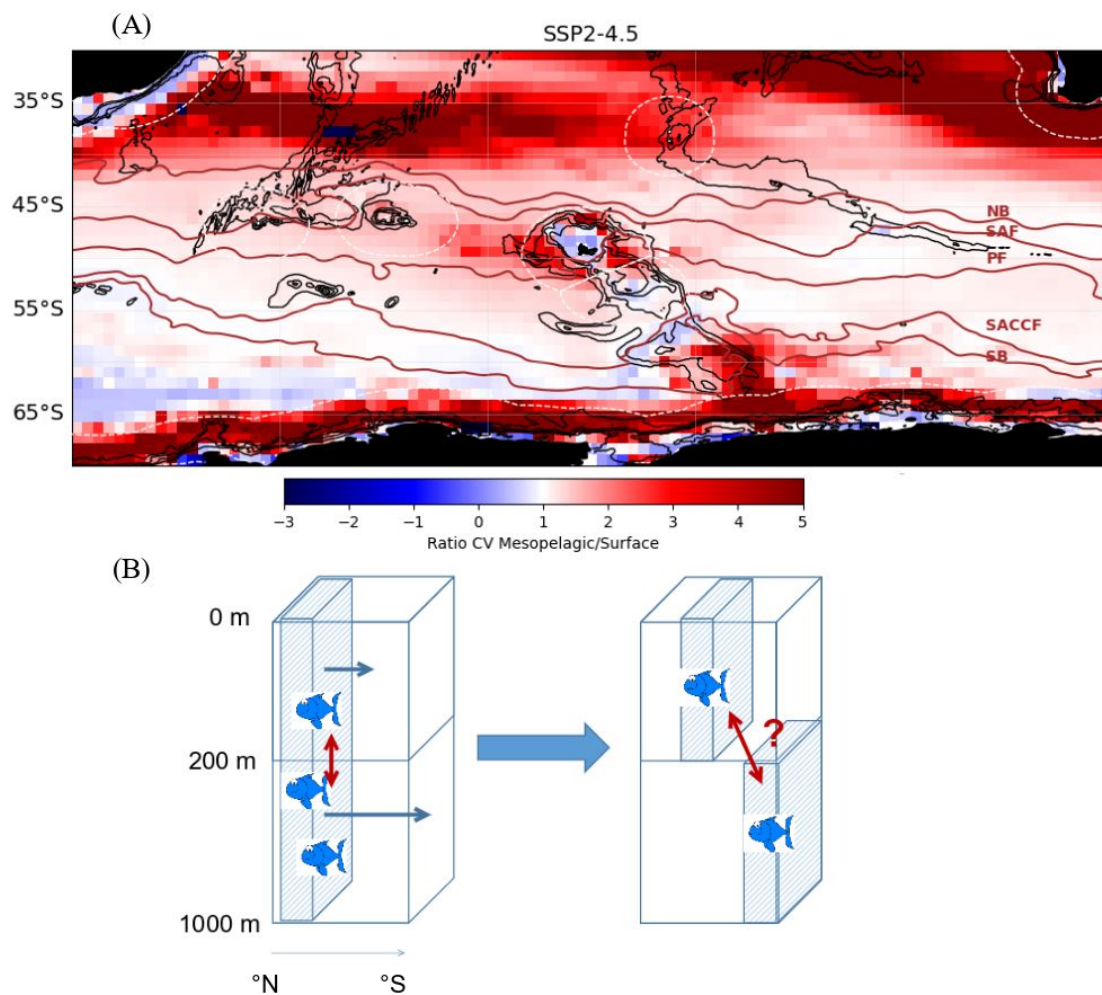 (A)
SSP2-4.5
35°S
45°S
NB
SAF
PF
55°S
SACCF
SB
65°S
−3 −2 −1 0 1 2 3 4 5
Ratio CV Mesopelagic/Surface
(B)
0 m
?
200 m
1000 m
°N °S